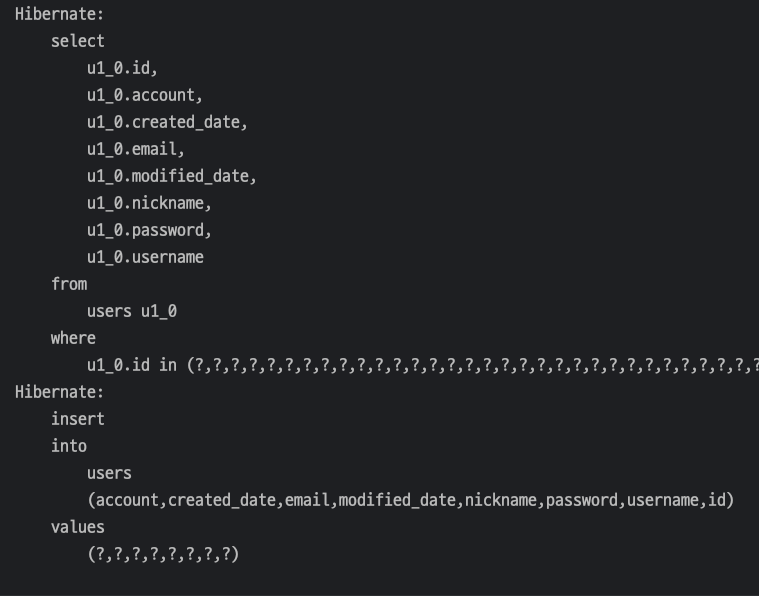 Hibernate:
select
u1_0.id,
u1_0.account,
u1_0.created_date,
u1_0.email,
u1_0.modified_date,
u1_0.nickname,
u1_0.password,
u1_0.username
from
users u1_0
where
u1_0.id in (?,?,?,?,?,?,?,?,?,?,?,?,?,?,?,?,?,?,?,?,?,?,?,?,?,?,?,?,?,?,?,?
Hibernate:
insert
into
users
(account,created_date,email,modified_date,nickname,password,username,id)
values
(?,?,?,?,?,?,?,?)